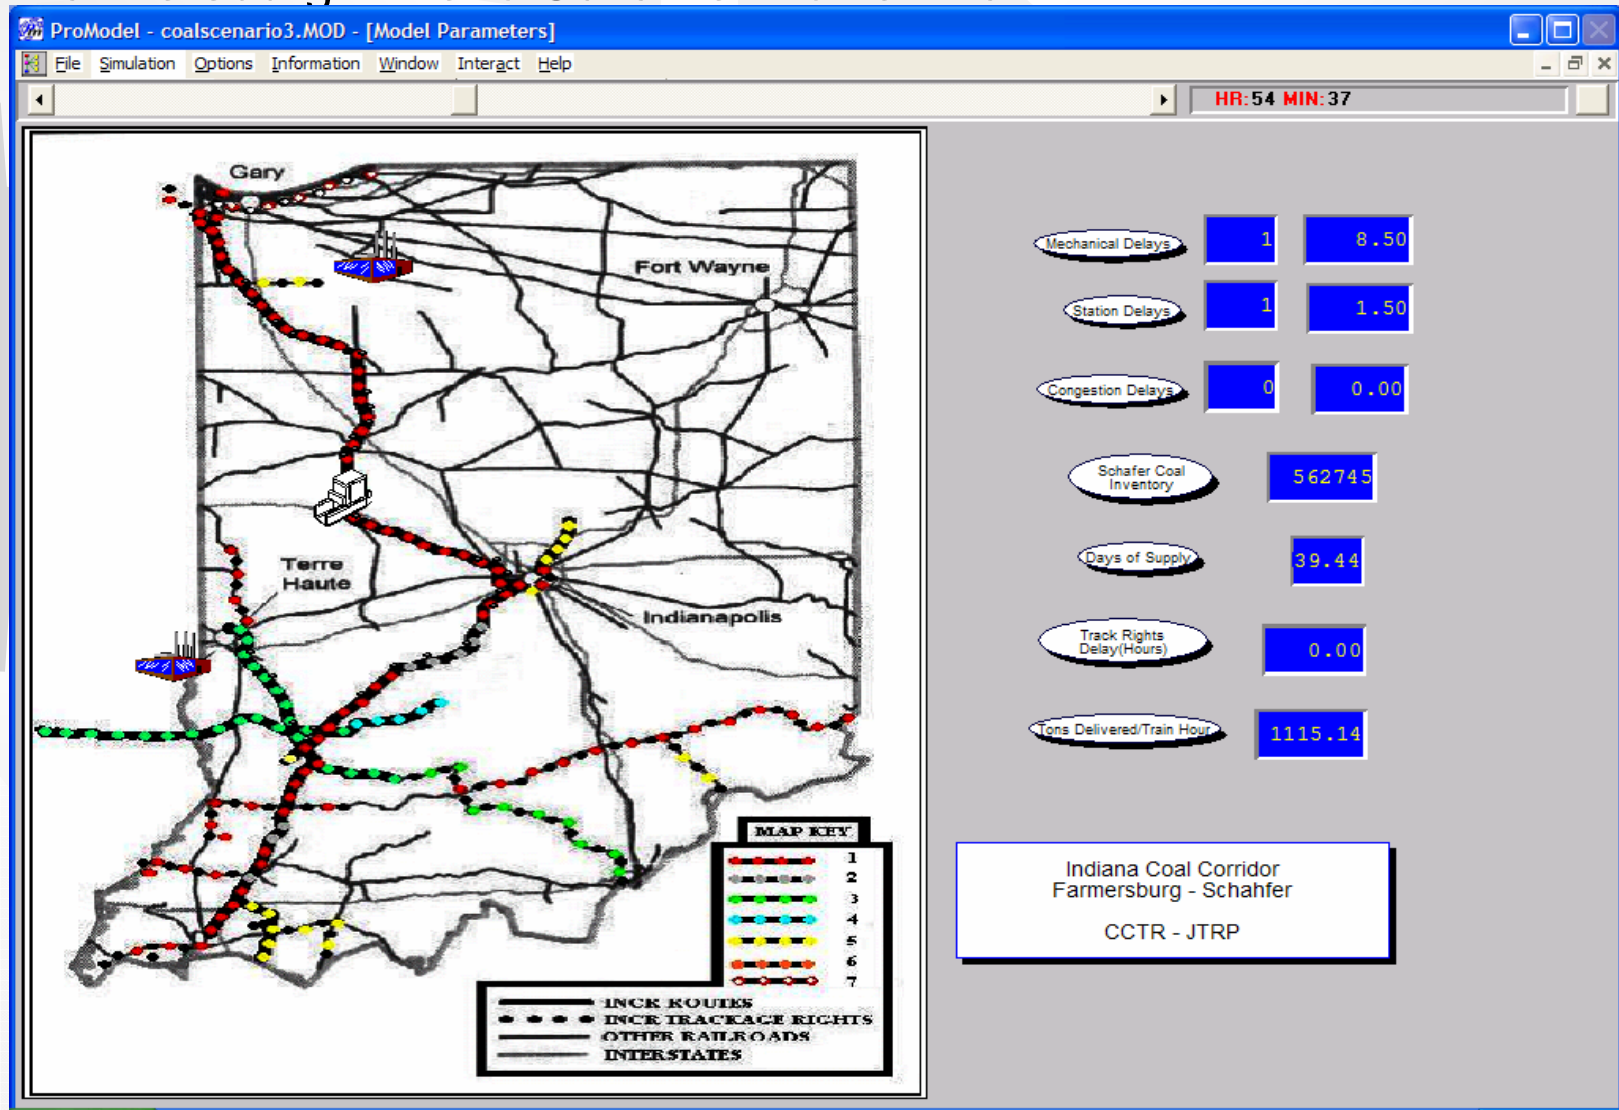 ProModel - coalscenario3.MOD - [Model Parameters]
File Simulation Options Information Window Interact Help
HR:54 MIN:37
Gary
Fort Wayne
Terre
Haute
Indianapolis
MAP KEY
1
2
3
4
5
6
7
INCR ROUTES
INCR TRACKAGE RIGHTS
OTHER RAILROADS
INTERSTATES
Mechanical Delays 1 8.50
Station Delays 1 1.50
Congestion Delays 0 0.00
Schafer Coal
Inventory
562745
Days of Supply 39.44
Track Rights
Delay(Hours)
0.00
Tons Delivered/Train Hour 1115.14
Indiana Coal Corridor
Farmersburg - Schahfer
CCTR - JTRP